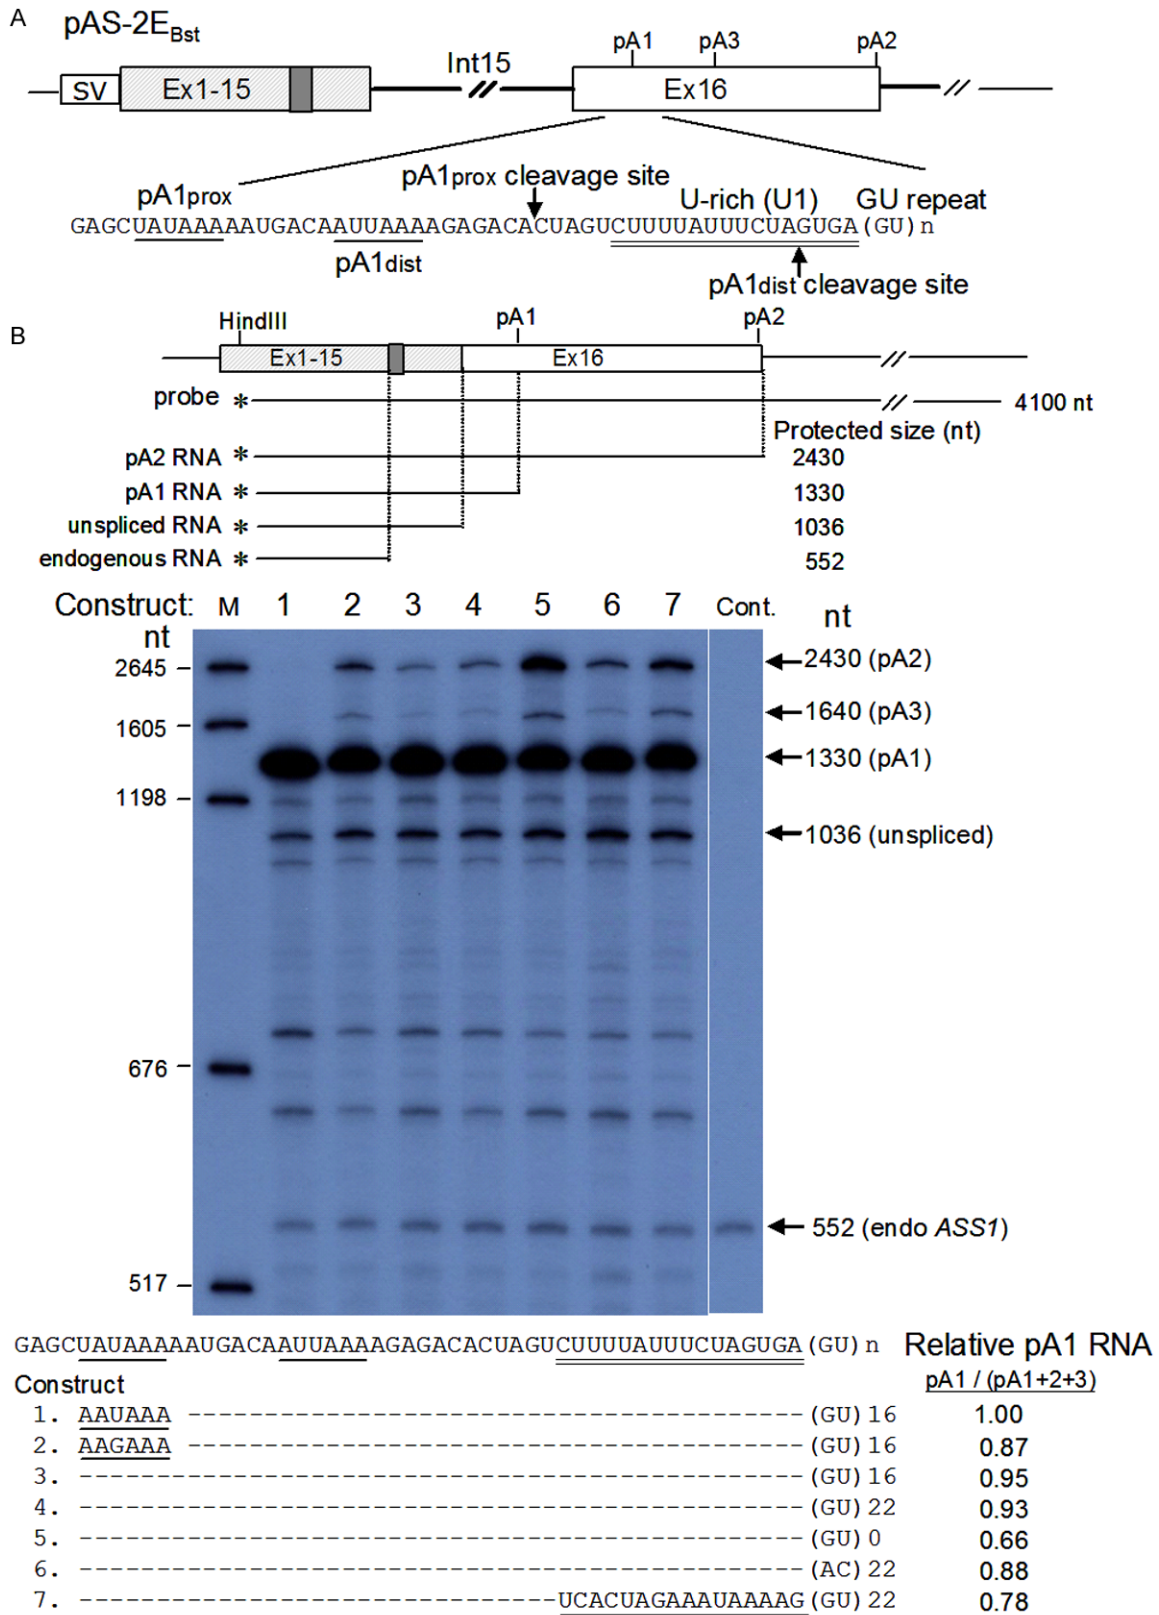 A
pAS-2EBst
SV
Ex1-15
Int15
pA1
pA3
pA2
Ex16
pA1prox
pA1prox cleavage site
U-rich (U1)
GU repeat
GAGCUAUAAAAAUGACAAUUAAAAGAGACACUAGUCUUUUAUUUCUAGUGA(GU)n
pA1dist
pA1dist cleavage site
B
HindIII
pA1
pA2
Ex1-15
Ex16
probe * 4100 nt
Protected size (nt)
pA2 RNA * 2430
pA1 RNA * 1330
unspliced RNA * 1036
endogenous RNA * 552
Construct: M 1 2 3 4 5 6 7 Cont. nt
nt
2645
2430 (pA2)
1640 (pA3)
1605
1330 (pA1)
1198
1036 (unspliced)
676
552 (endo ASS1)
517
GAGCUAUAAAAAUGACAAUUAAAAGAGACACUAGUCUUUUAUUUCUAGUGA(GU)n Relative pA1 RNA
Construct pA1 / (pA1+2+3)
1. AAUAAA (GU)16 1.00
2. AAGAAA (GU)16 0.87
3. (GU)16 0.95
4. (GU)22 0.93
5. (GU)0 0.66
6. (AC)22 0.88
7. UCACUAGAAAUAAAAG(GU)22 0.78